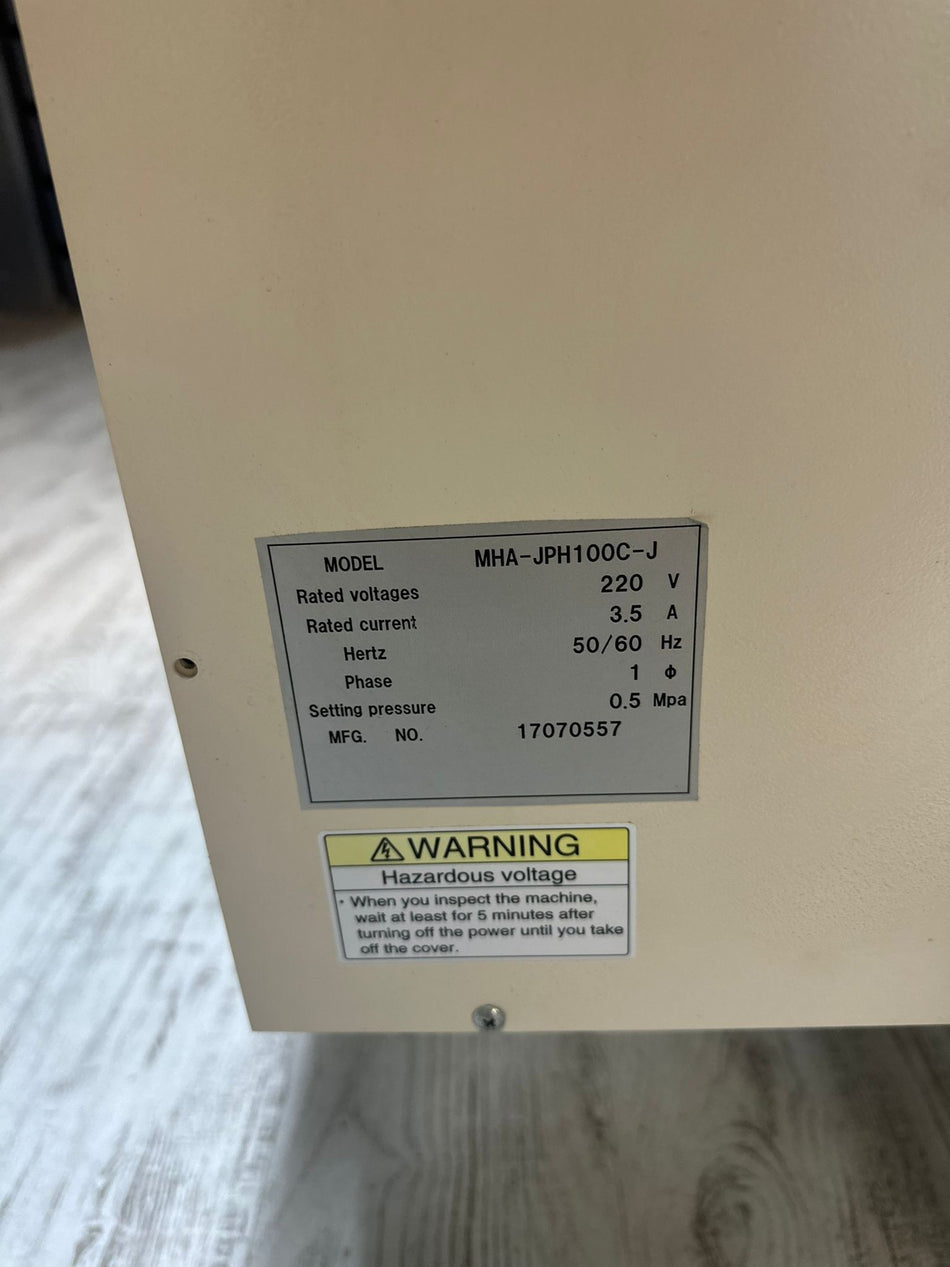 MODEL MHA-JPH100C-J
Rated voltages 220 V
Rated current 3.5 A
Hertz 50/60 Hz
Phase 1 Φ
Setting pressure 0.5 Mpa
MFG. NO. 17070557
WARNING
Hazardous voltage
· When you inspect the machine,
wait at least for 5 minutes after
turning off the power until you take
off the cover.